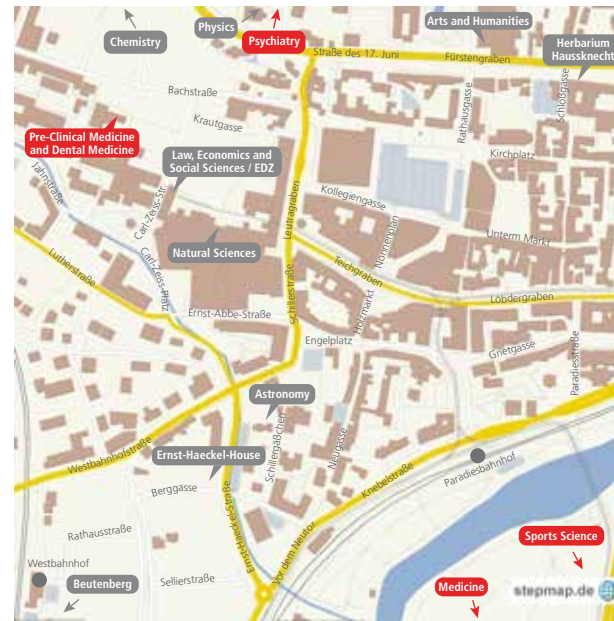 Arts and Humanities
Physics
Chemistry
Psychiatry
Herbarium
Haussknecht
Straße des 17. Juni
Fürstengraben
Bachstraße
Krautgasse
Rathausgasse
Schloßgasse
Pre-Clinical Medicine
and Dental Medicine
Law, Economics and
Social Sciences / EDZ
Kirchplatz
Jahnstraße
Carl-Zeiss-Str.
Kollegiengasse
Leutragraben
Nonnenplan
Unterm Markt
Natural Sciences
Lutherstraße
Carl-Zeiss-Platz
Teichgraben
Löbdergraben
Schillerstraße
Holzmarkt
Ernst-Abbe-Straße
Engelplatz
Grietgasse
Paradiesstraße
Astronomy
Schillergäßchen
Neugasse
Westbahnhofstraße
Ernst-Haeckel-House
Knebelstraße
Paradiesbahnhof
Berggasse
Ernst-Haeckel-Straße
Rathausstraße
Vor dem Neutor
Sports Science
Westbahnhof
Beutenberg
Sellierstraße
Medicine
stepmap.de